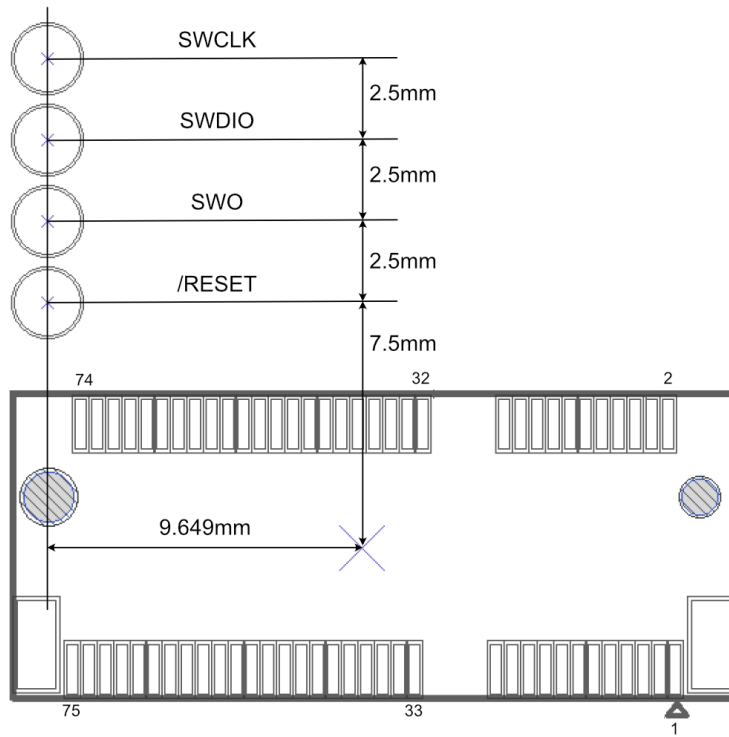 SWCLK
2.5mm
SWDIO
2.5mm
SWO
2.5mm
/RESET
7.5mm
74
32
2
9.649mm
75
33
1